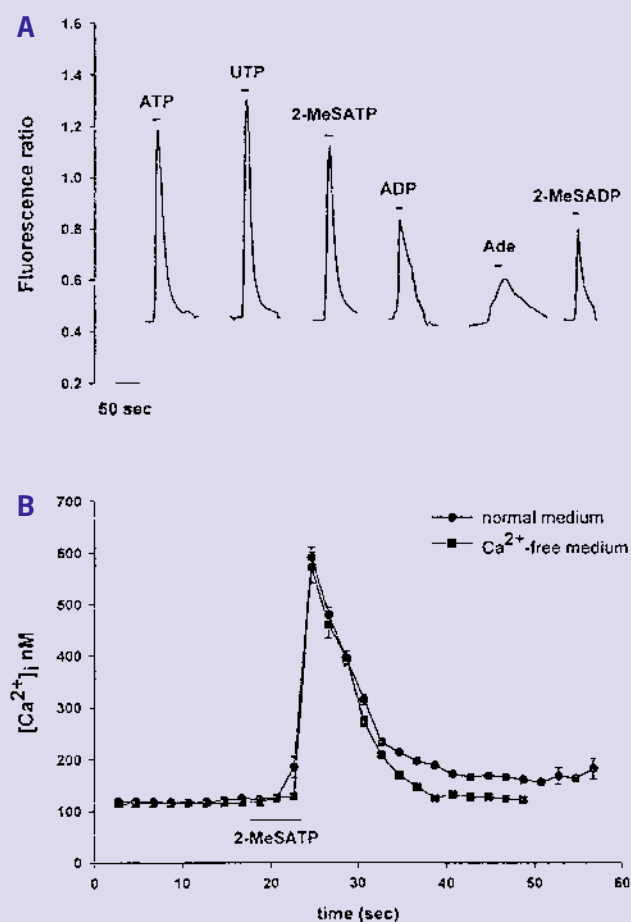 A
1.6
1.4
1.2
1.0
0.8
0.6
0.4
0.2
Fluorescence ratio
ATP
UTP
2-MeSATP
ADP
Ade
2-MeSADP
50 sec
B
700
600
500
400
300
200
100
0
[Ca²⁺]i nM
normal medium
Ca²⁺-free medium
2-MeSATP
0 10 20 30 40 50 60
time (sec)